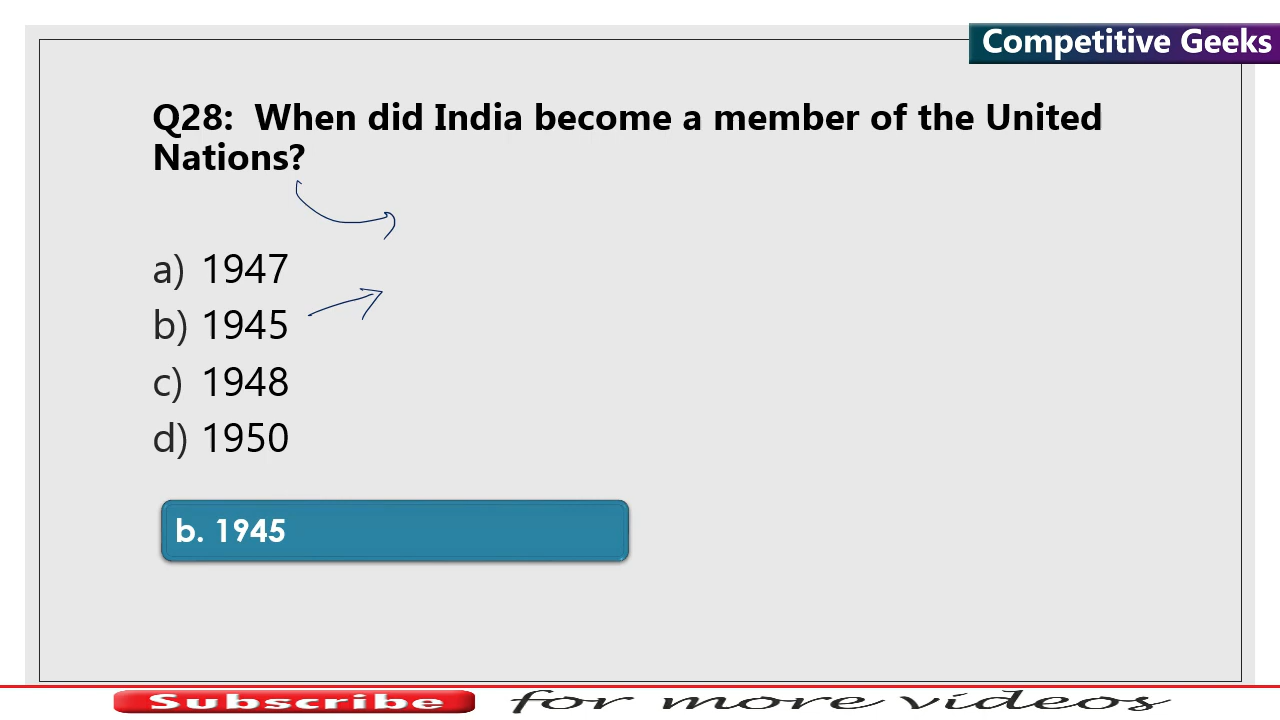 Competitive Geeks
Q28: When did India become a member of the United
Nations?
a) 1947
b) 1945
c) 1948
d) 1950
b. 1945
Subscribe for more videos